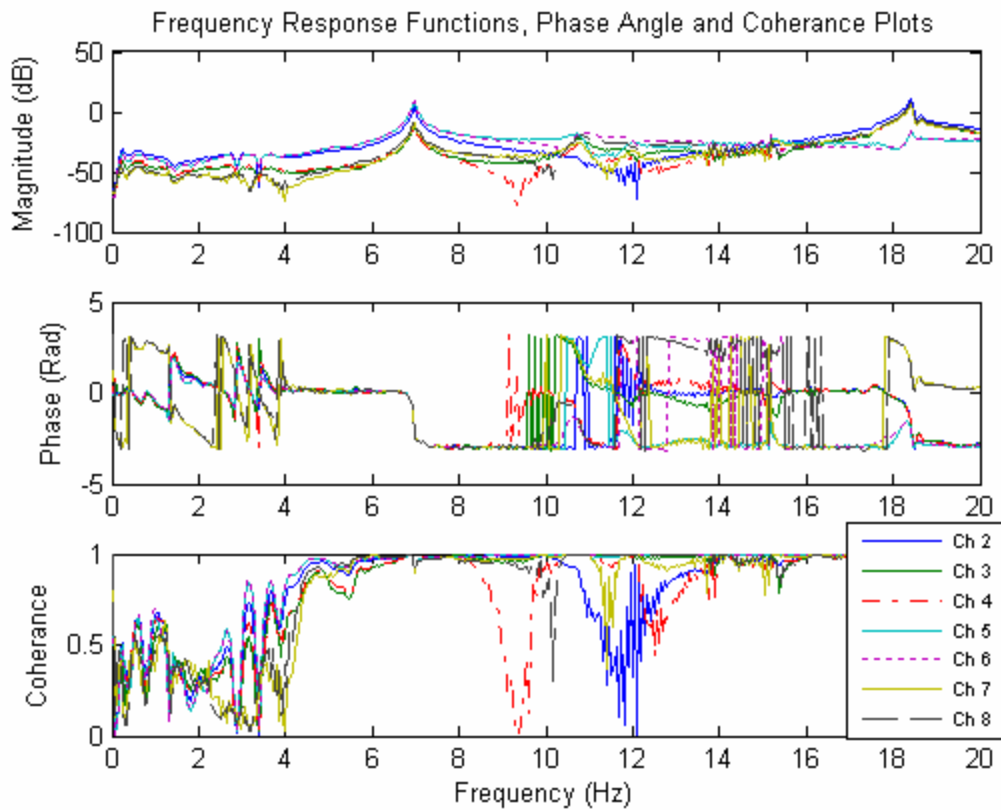 Frequency Response Functions, Phase Angle and Coherance Plots
50
0
-50
-100
Magnitude (dB)
0 2 4 6 8 10 12 14 16 18 20
5
0
-5
Phase (Rad)
0 2 4 6 8 10 12 14 16 18 20
1
0.5
0
Coherance
0 2 4 6 8 10 12 14 16 18 20
Frequency (Hz)
Ch 2
Ch 3
Ch 4
Ch 5
Ch 6
Ch 7
Ch 8